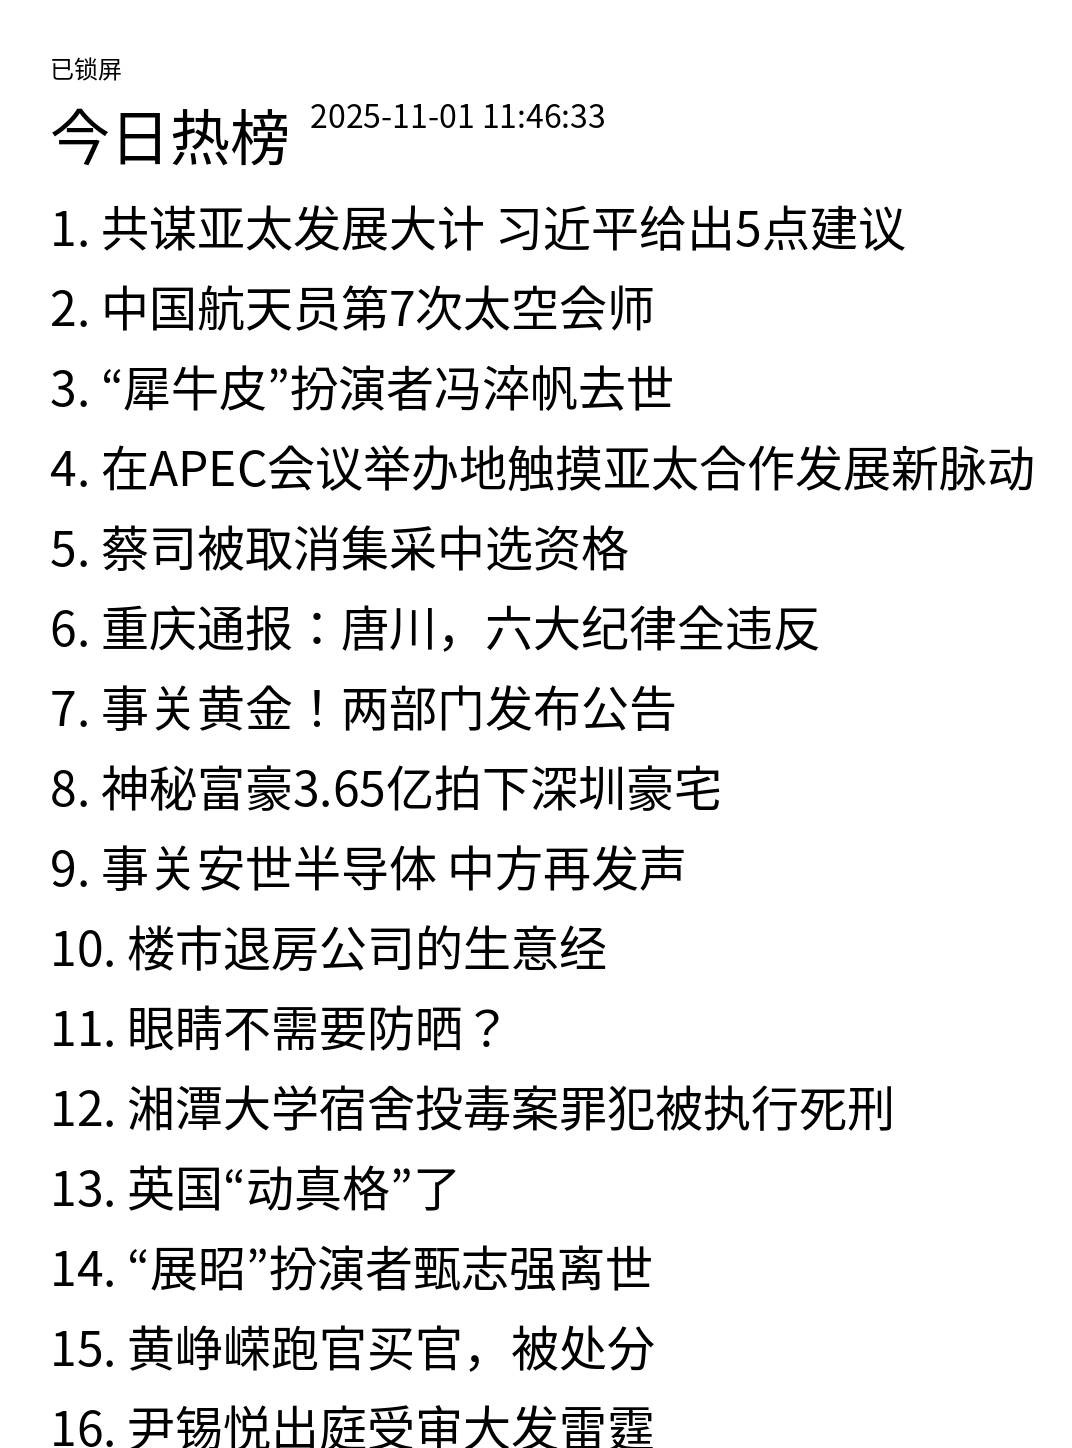 已锁屏
今日热榜 2025-11-01 11:46:33
1. 共谋亚太发展大计 习近平给出5点建议
2. 中国航天员第7次太空会师
3. “犀牛皮”扮演者冯淬帆去世
4. 在APEC会议举办地触摸亚太合作发展新脉动
5. 蔡司被取消集采中选资格
6. 重庆通报：唐川，六大纪律全违反
7. 事关黄金！两部门发布公告
8. 神秘富豪3.65亿拍下深圳豪宅
9. 事关安世半导体 中方再发声
10. 楼市退房公司的生意经
11. 眼睛不需要防晒？
12. 湘潭大学宿舍投毒案罪犯被执行死刑
13. 英国“动真格”了
14. “展昭”扮演者甄志强离世
15. 黄峥嵘跑官买官，被处分
16. 尹锡悦出庭受审大发雷霆